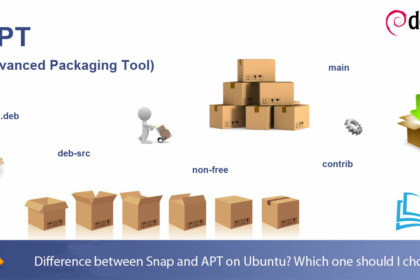 PT
d
vanced Packaging Tool)
main
.deb
deb-src
non-free
contrib
Difference between Snap and APT on Ubuntu? Which one should I ch